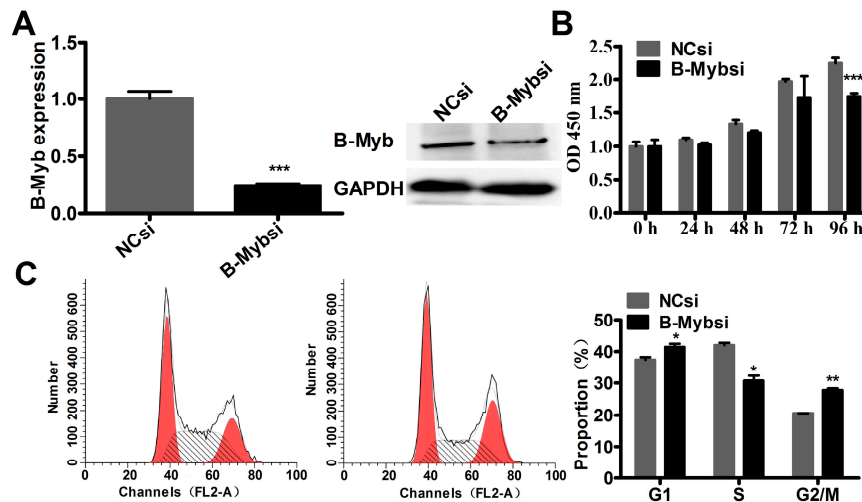 A
B-Myb expression
1.5
1.0
0.5
0.0
NCsi
B-Mybsi
***
NCsi
B-Mybsi
B-Myb
GAPDH
B
NCsi
B-Mybsi
OD 450 nm
2.5
2.0
1.5
1.0
0.5
0.0
***
0 h 24 h 48 h 72 h 96 h
C
Number
0 100 200 300 400 500 600
0 20 40 60 80 100
Channels (FL2-A)
Number
0 100 200 300 400 500 600
0 20 40 60 80 100
Channels (FL2-A)
NCsi
B-Mybsi
Proportion (%)
50
40
30
20
10
0
*
*
**
G1 S G2/M